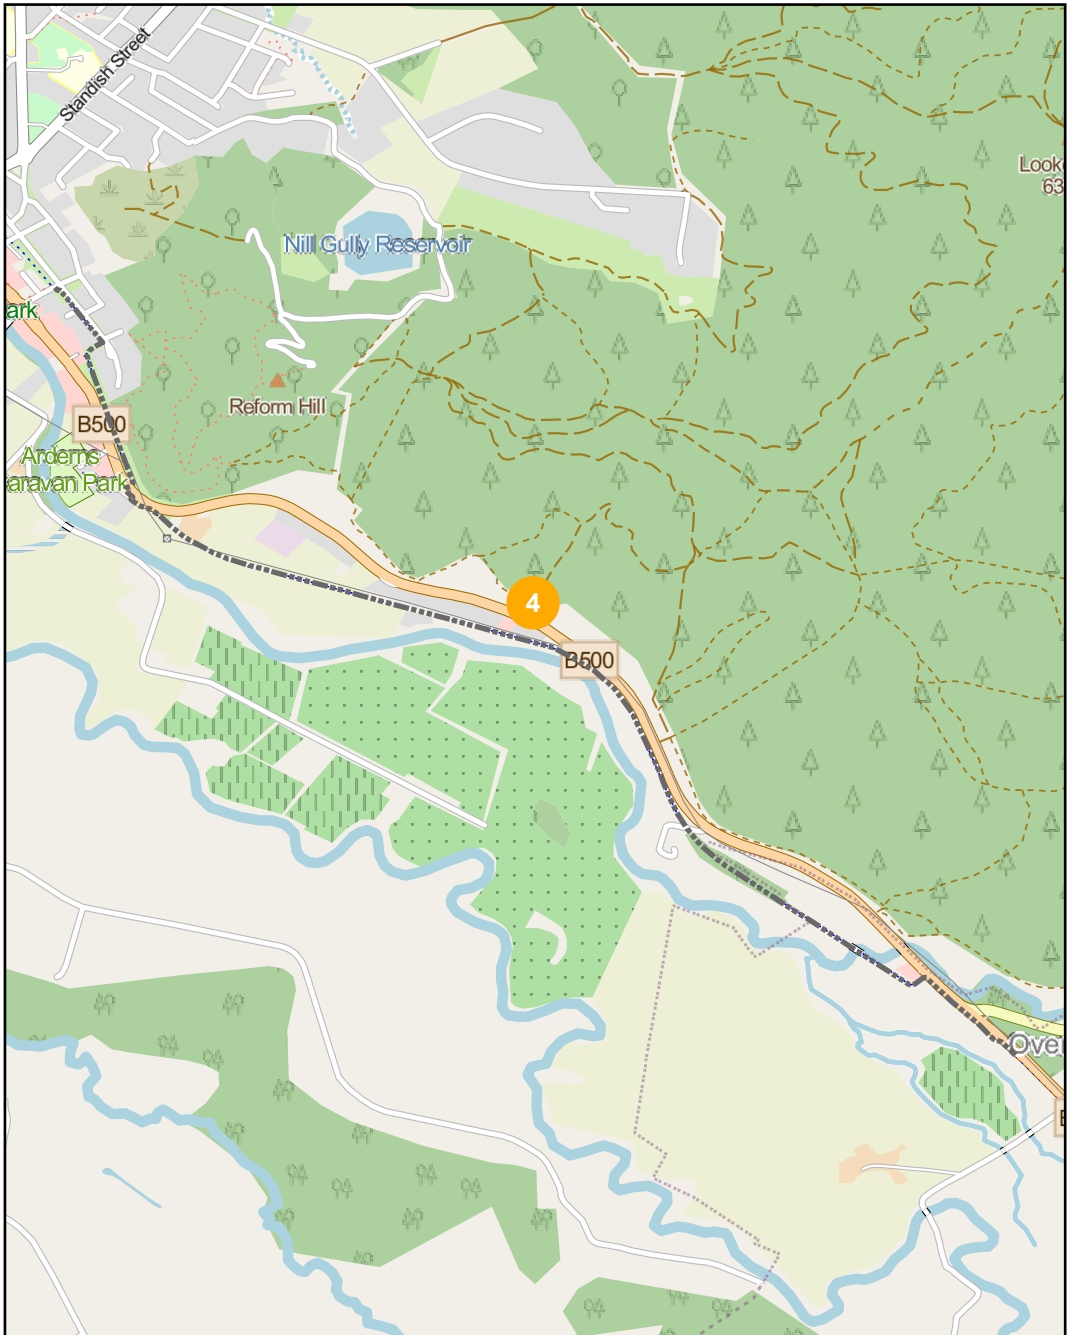 Standish Street
Look
63
Nill Gully Reservoir
ark
Reform Hill
B500
Arderns
aravan Park
4
B500
Ove